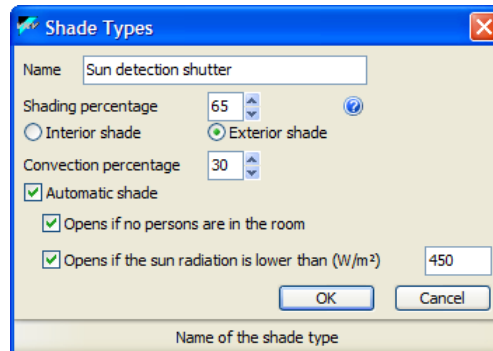 Shade Types
Name Sun detection shutter
Shading percentage 65
Interior shade Exterior shade
Convection percentage 30
Automatic shade
Opens if no persons are in the room
Opens if the sun radiation is lower than (W/m²) 450
OK Cancel
Name of the shade type